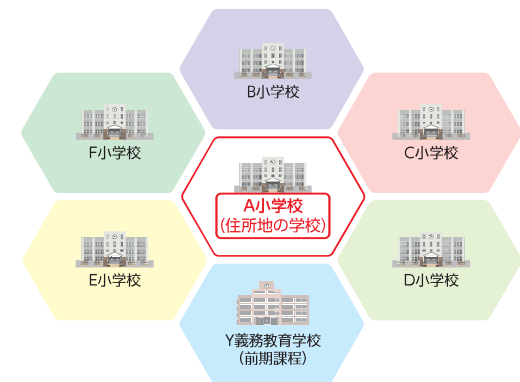 B小学校
F小学校
C小学校
A小学校
(住所地の学校)
E小学校
D小学校
Y義務教育学校
(前期課程)